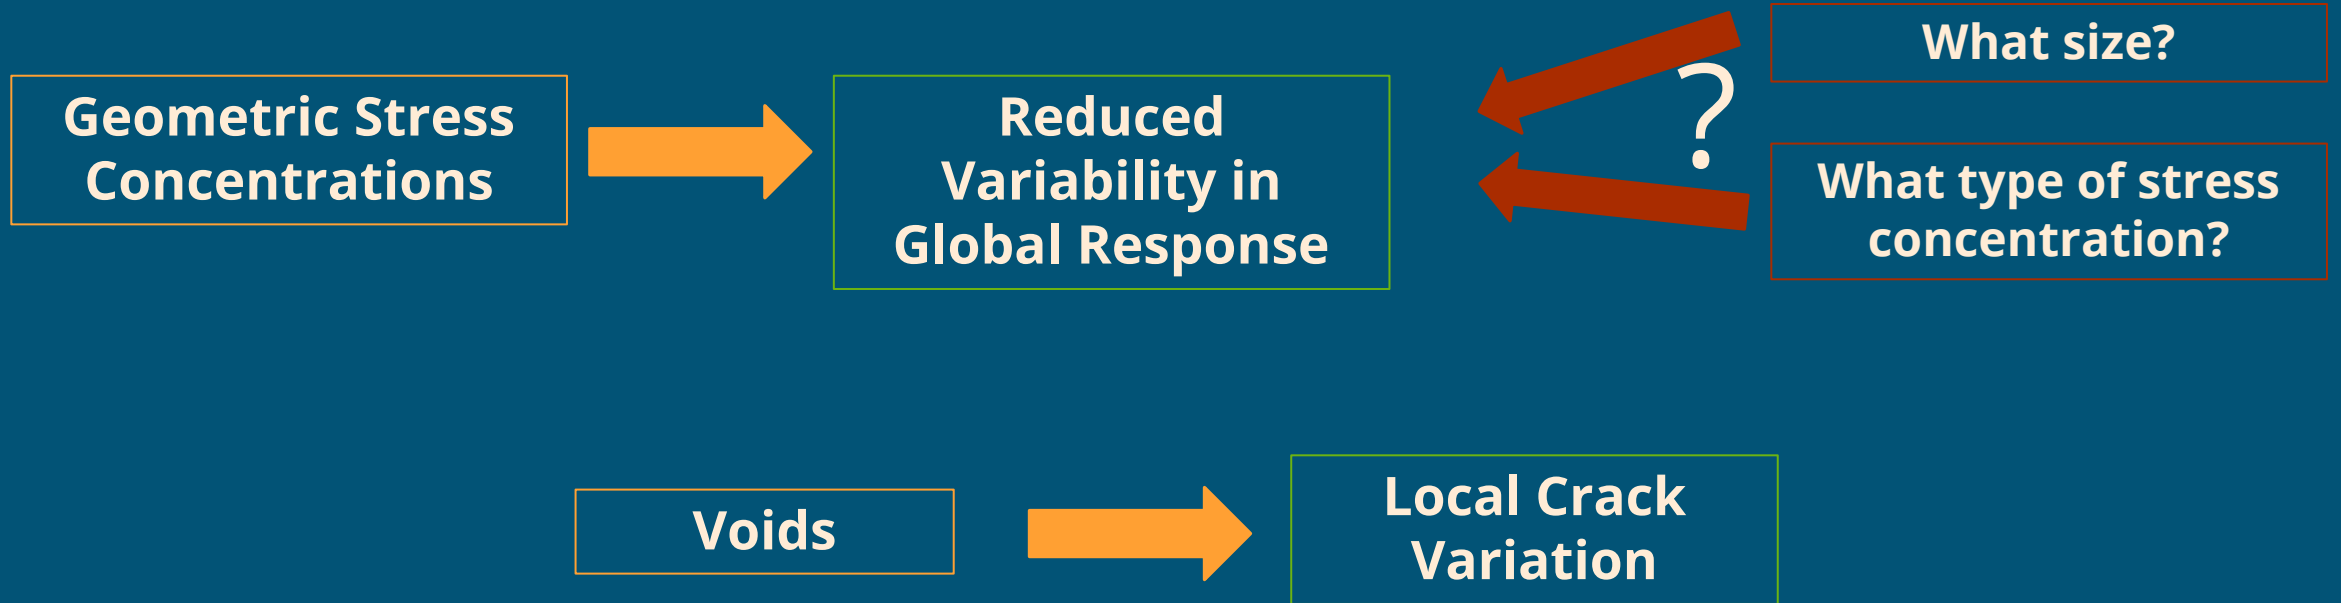 Geometric Stress
Concentrations
Reduced
Variability in
Global Response
?
What size?
What type of stress
concentration?
Voids
Local Crack
Variation